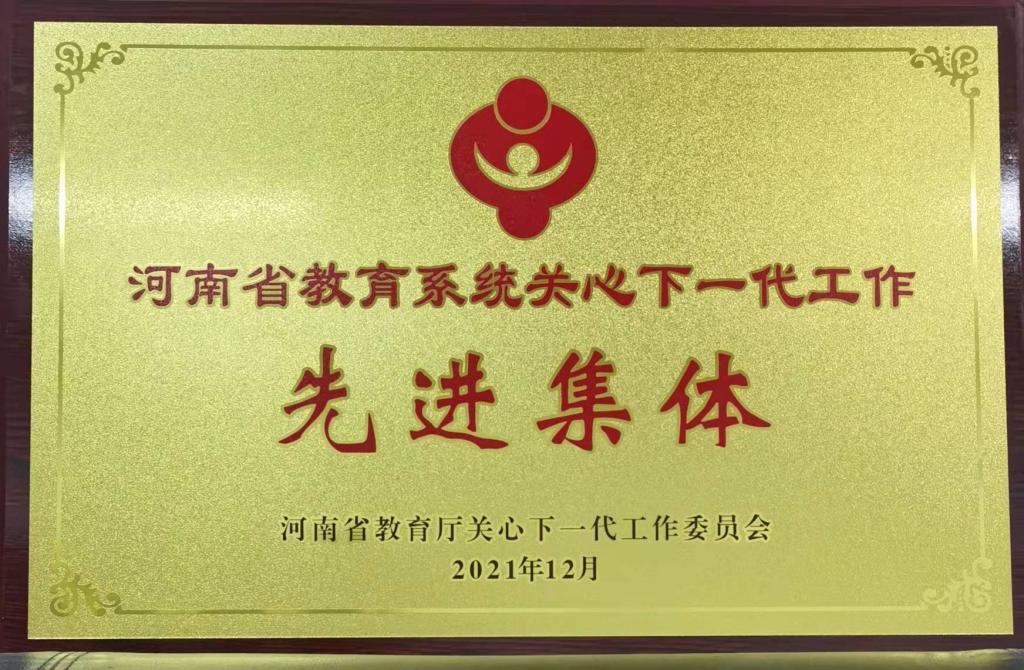 河南省教育系统关心下一代工作
先进集体
河南省教育厅关心下一代工作委员会
2021年12月